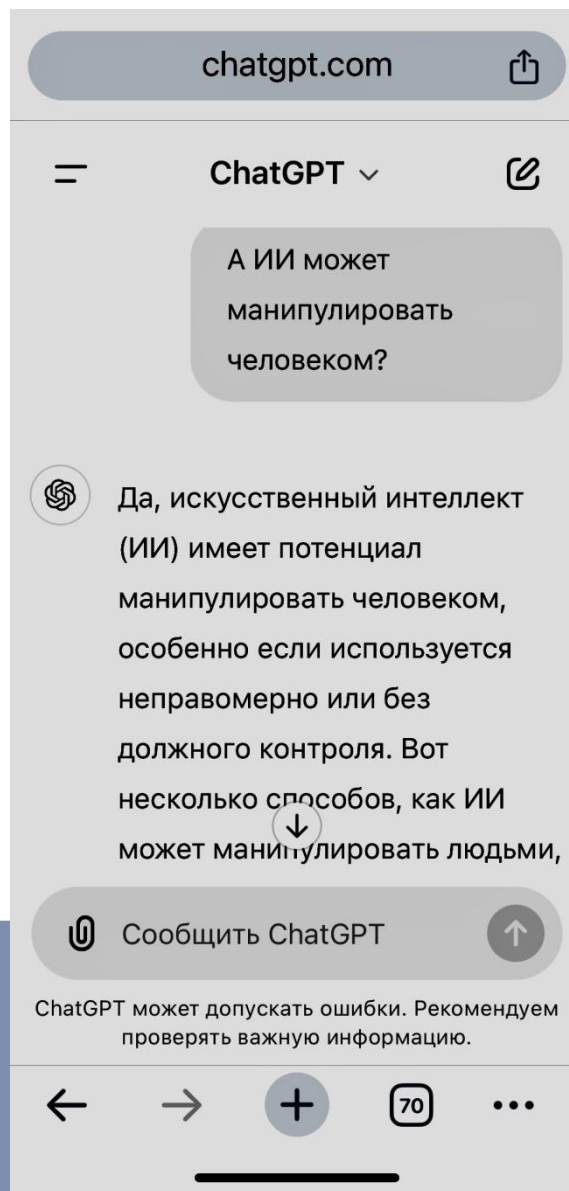 chatgpt.com
ChatGPT
А ИИ может
манипулировать
человеком?
Да, искусственный интеллект
(ИИ) имеет потенциал
манипулировать человеком,
особенно если используется
неправомерно или без
должного контроля. Вот
несколько способов, как ИИ
может манипулировать людьми,
Сообщить ChatGPT
ChatGPT может допускать ошибки. Рекомендуем
проверять важную информацию.
70